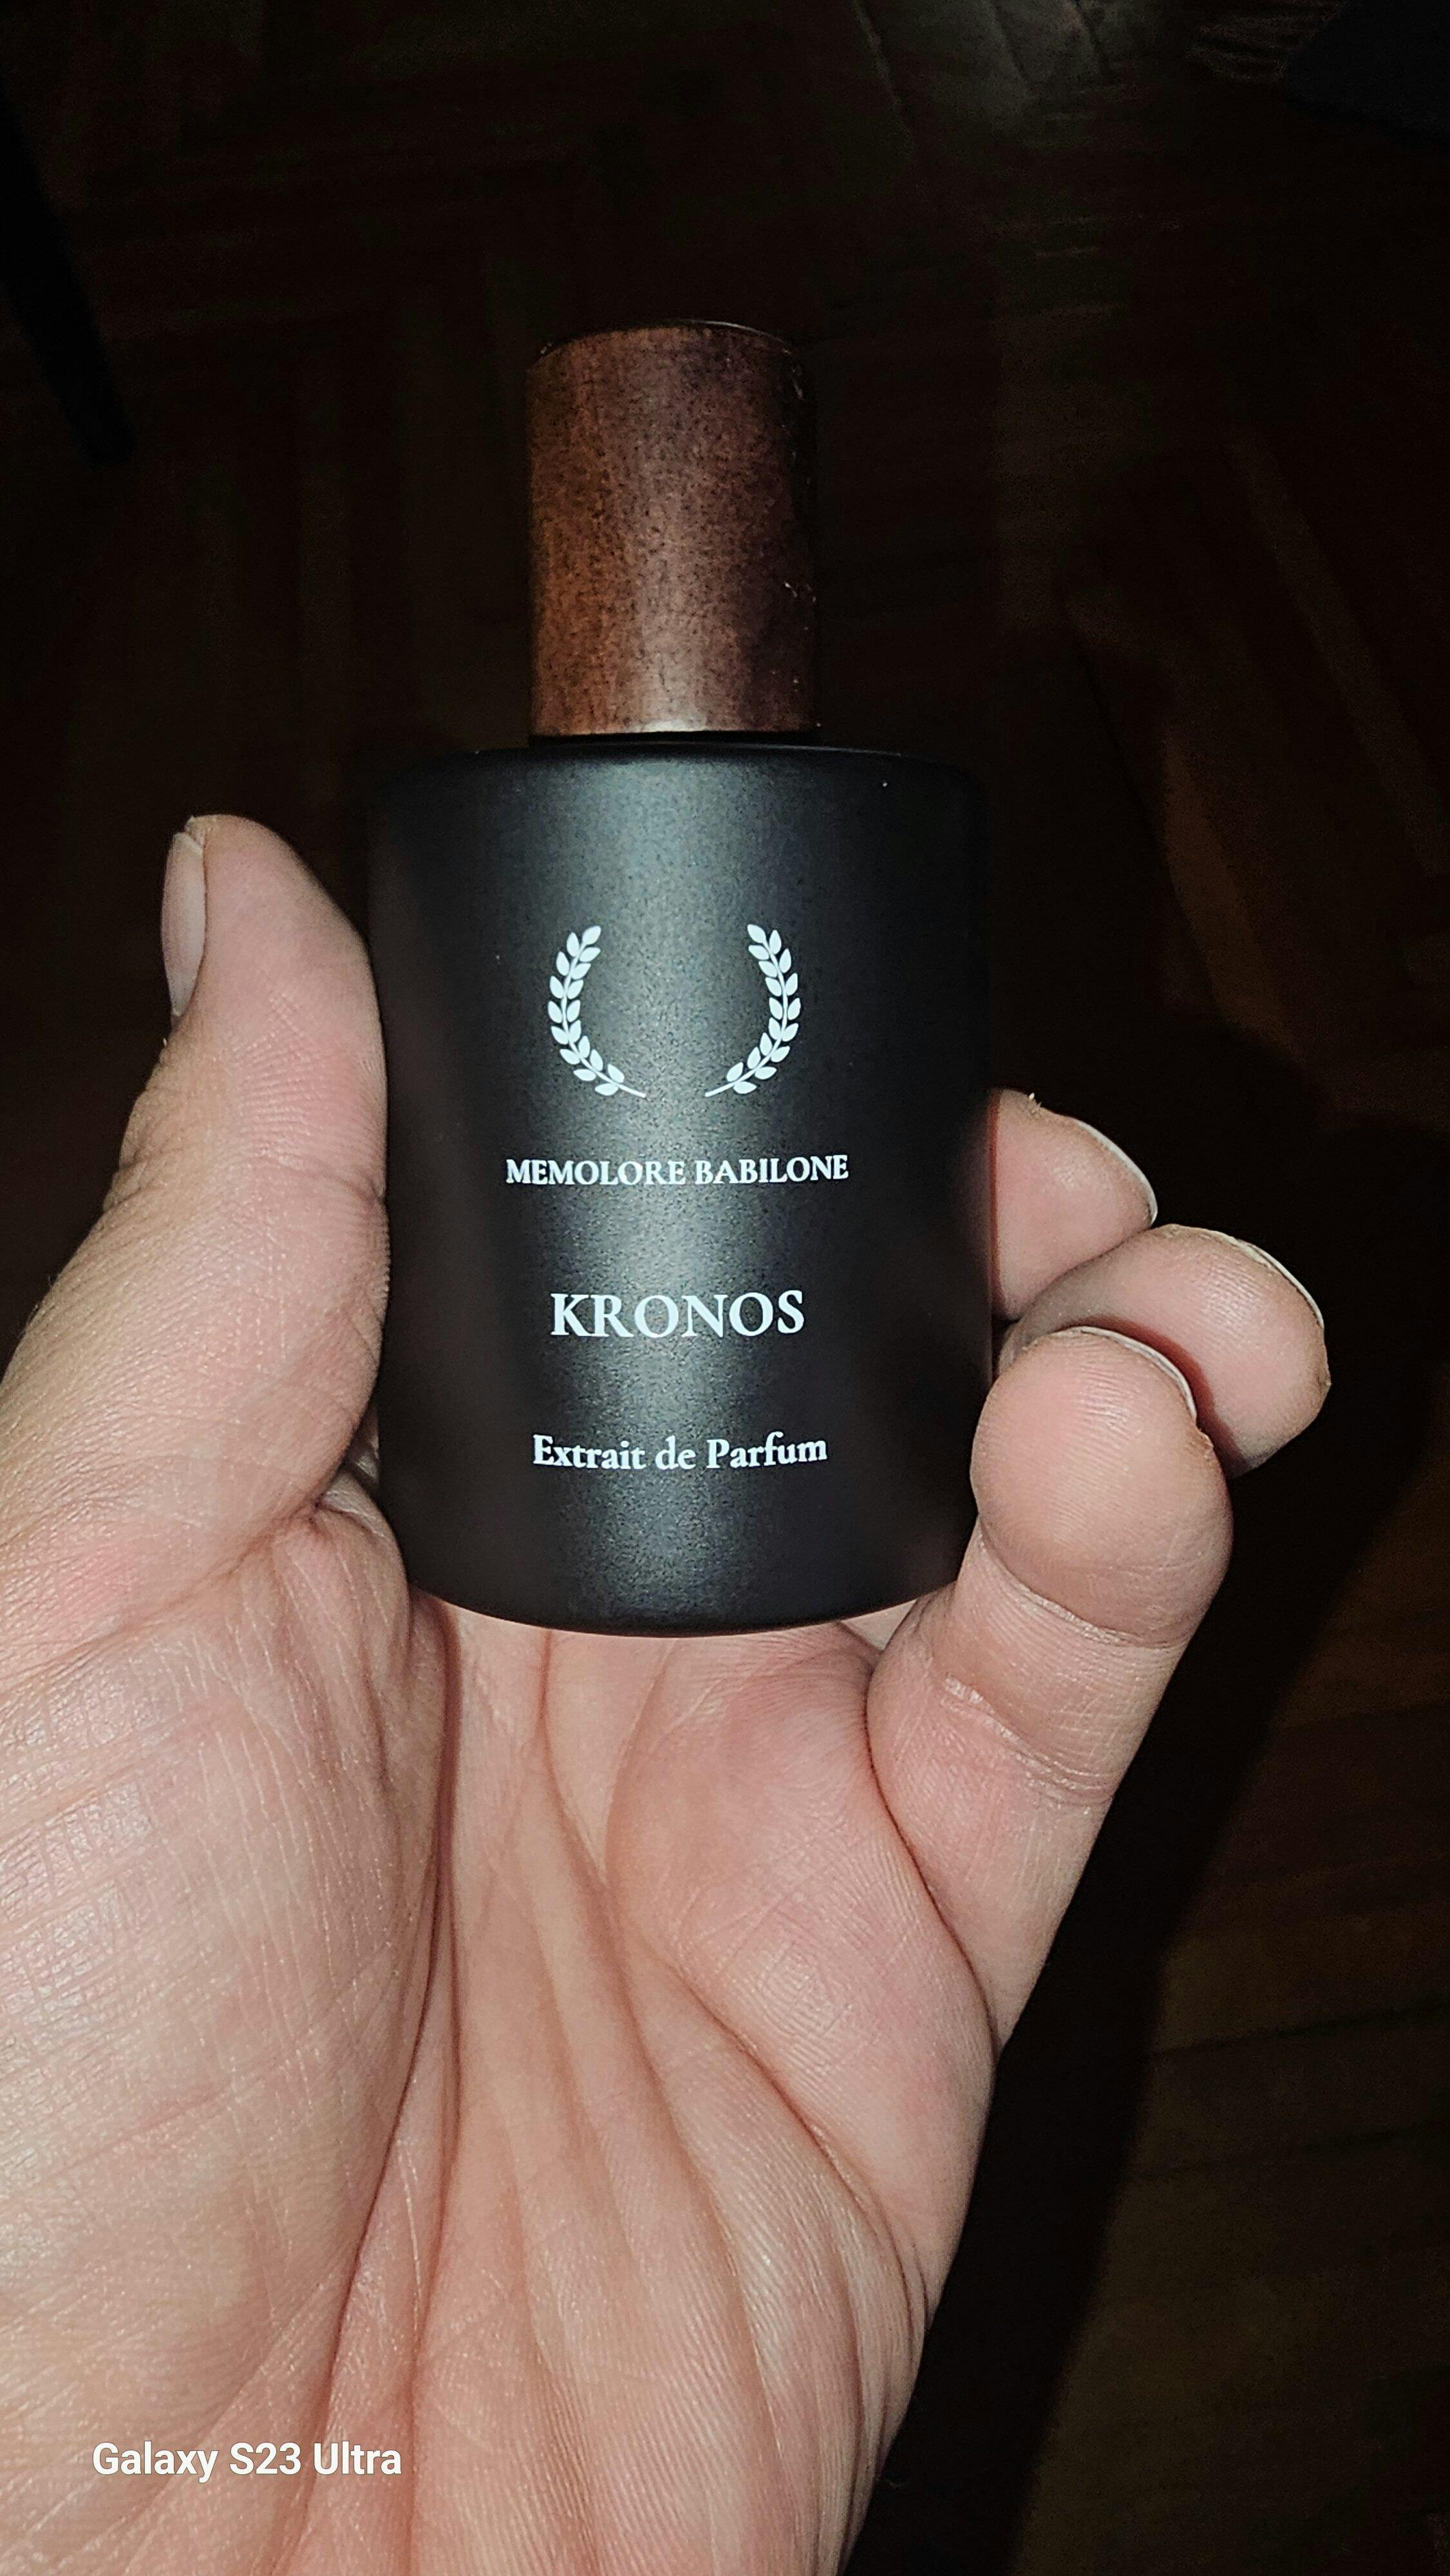 MEMOLORE BABILONE
KRONOS
Extrait de Parfum
Galaxy S23 Ultra